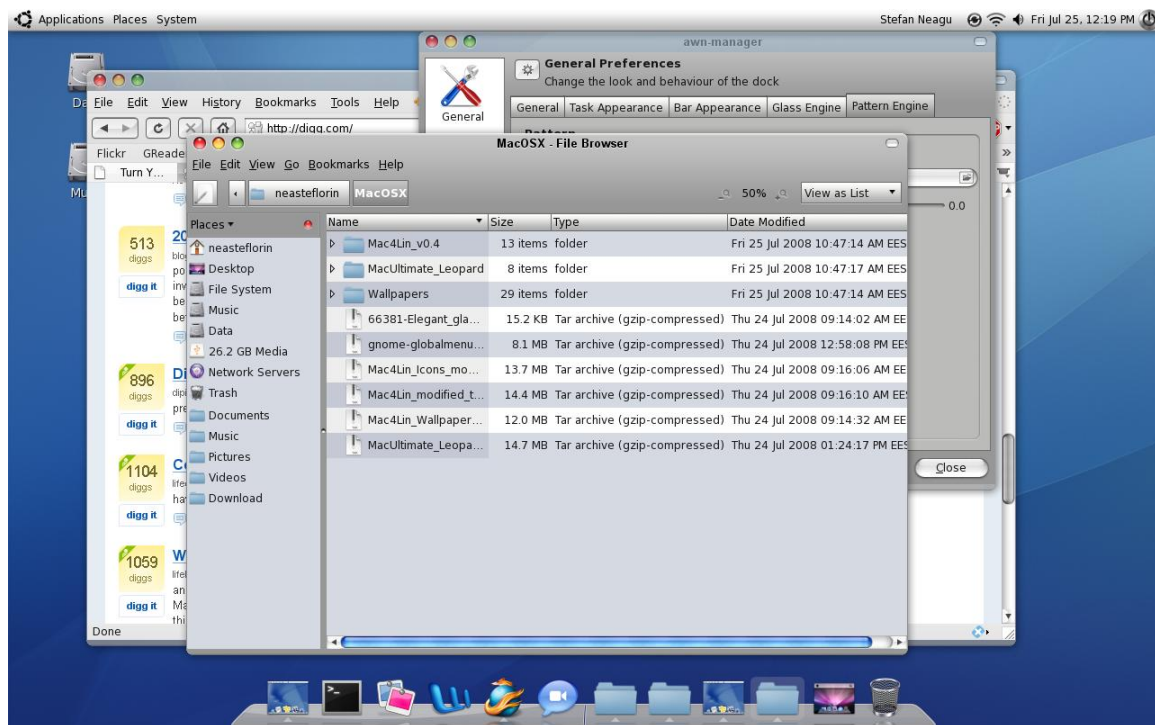 Applications Places System
Stefan Neagu Fri Jul 25, 12:19 PM
awn-manager
General Preferences
Change the look and behaviour of the dock
General
General Task Appearance Bar Appearance Glass Engine Pattern Engine
Pattern
0.0
Close
File Edit View History Bookmarks Tools Help
http://digg.com/
Flickr
Turn Y...
513
diggs
digg it
896
diggs
digg it
1104
diggs
digg it
1059
diggs
digg it
Done
MacOSX - File Browser
File Edit View Go Bookmarks Help
neasteflorin MacOSX
50% View as List
Places
neasteflorin
Desktop
File System
Music
Data
26.2 GB Media
Network Servers
Trash
Documents
Music
Pictures
Videos
Download
Name Size Type Date Modified
Mac4Lin_v0.4 13 items folder Fri 25 Jul 2008 10:47:14 AM EES
MacUltimate_Leopard 8 items folder Fri 25 Jul 2008 10:47:17 AM EES
Wallpapers 29 items folder Fri 25 Jul 2008 10:47:14 AM EES
66381-Elegant_gla... 15.2 KB Tar archive (gzip-compressed) Thu 24 Jul 2008 09:14:02 AM EE
gnome-globalmenu... 8.1 MB Tar archive (gzip-compressed) Thu 24 Jul 2008 12:58:08 PM EE
Mac4Lin_Icons_mo... 13.7 MB Tar archive (gzip-compressed) Thu 24 Jul 2008 09:16:06 AM EE
Mac4Lin_modified_t... 14.4 MB Tar archive (gzip-compressed) Thu 24 Jul 2008 09:16:10 AM EE
Mac4Lin_Wallpaper... 12.0 MB Tar archive (gzip-compressed) Thu 24 Jul 2008 09:14:32 AM EE
MacUltimate_Leopa... 14.7 MB Tar archive (gzip-compressed) Thu 24 Jul 2008 01:24:17 PM EE